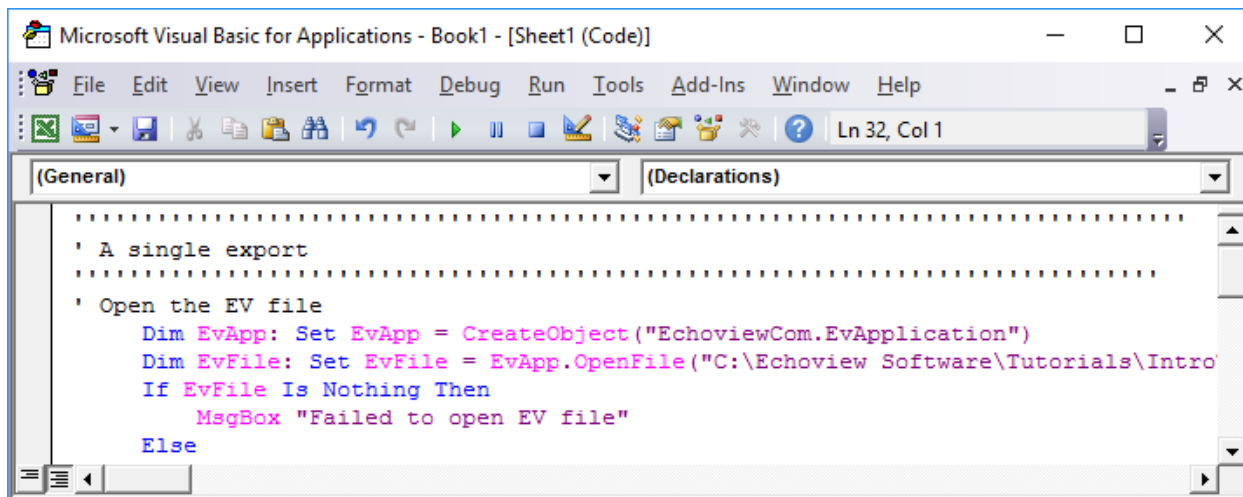 Microsoft Visual Basic for Applications - Book1 - [Sheet1 (Code)]
File Edit View Insert Format Debug Run Tools Add-Ins Window Help
Ln 32, Col 1
(General) (Declarations)
''''''''''''''''''''''''''''''''''''''''''''''''''''''''''''''''''''''''''''''''
' A single export
''''''''''''''''''''''''''''''''''''''''''''''''''''''''''''''''''''''''''''''
' Open the EV file
Dim EvApp: Set EvApp = CreateObject("EchoviewCom.EvApplication")
Dim EvFile: Set EvFile = EvApp.OpenFile("C:\Echoview Software\Tutorials\Intro
If EvFile Is Nothing Then
MsgBox "Failed to open EV file"
Else